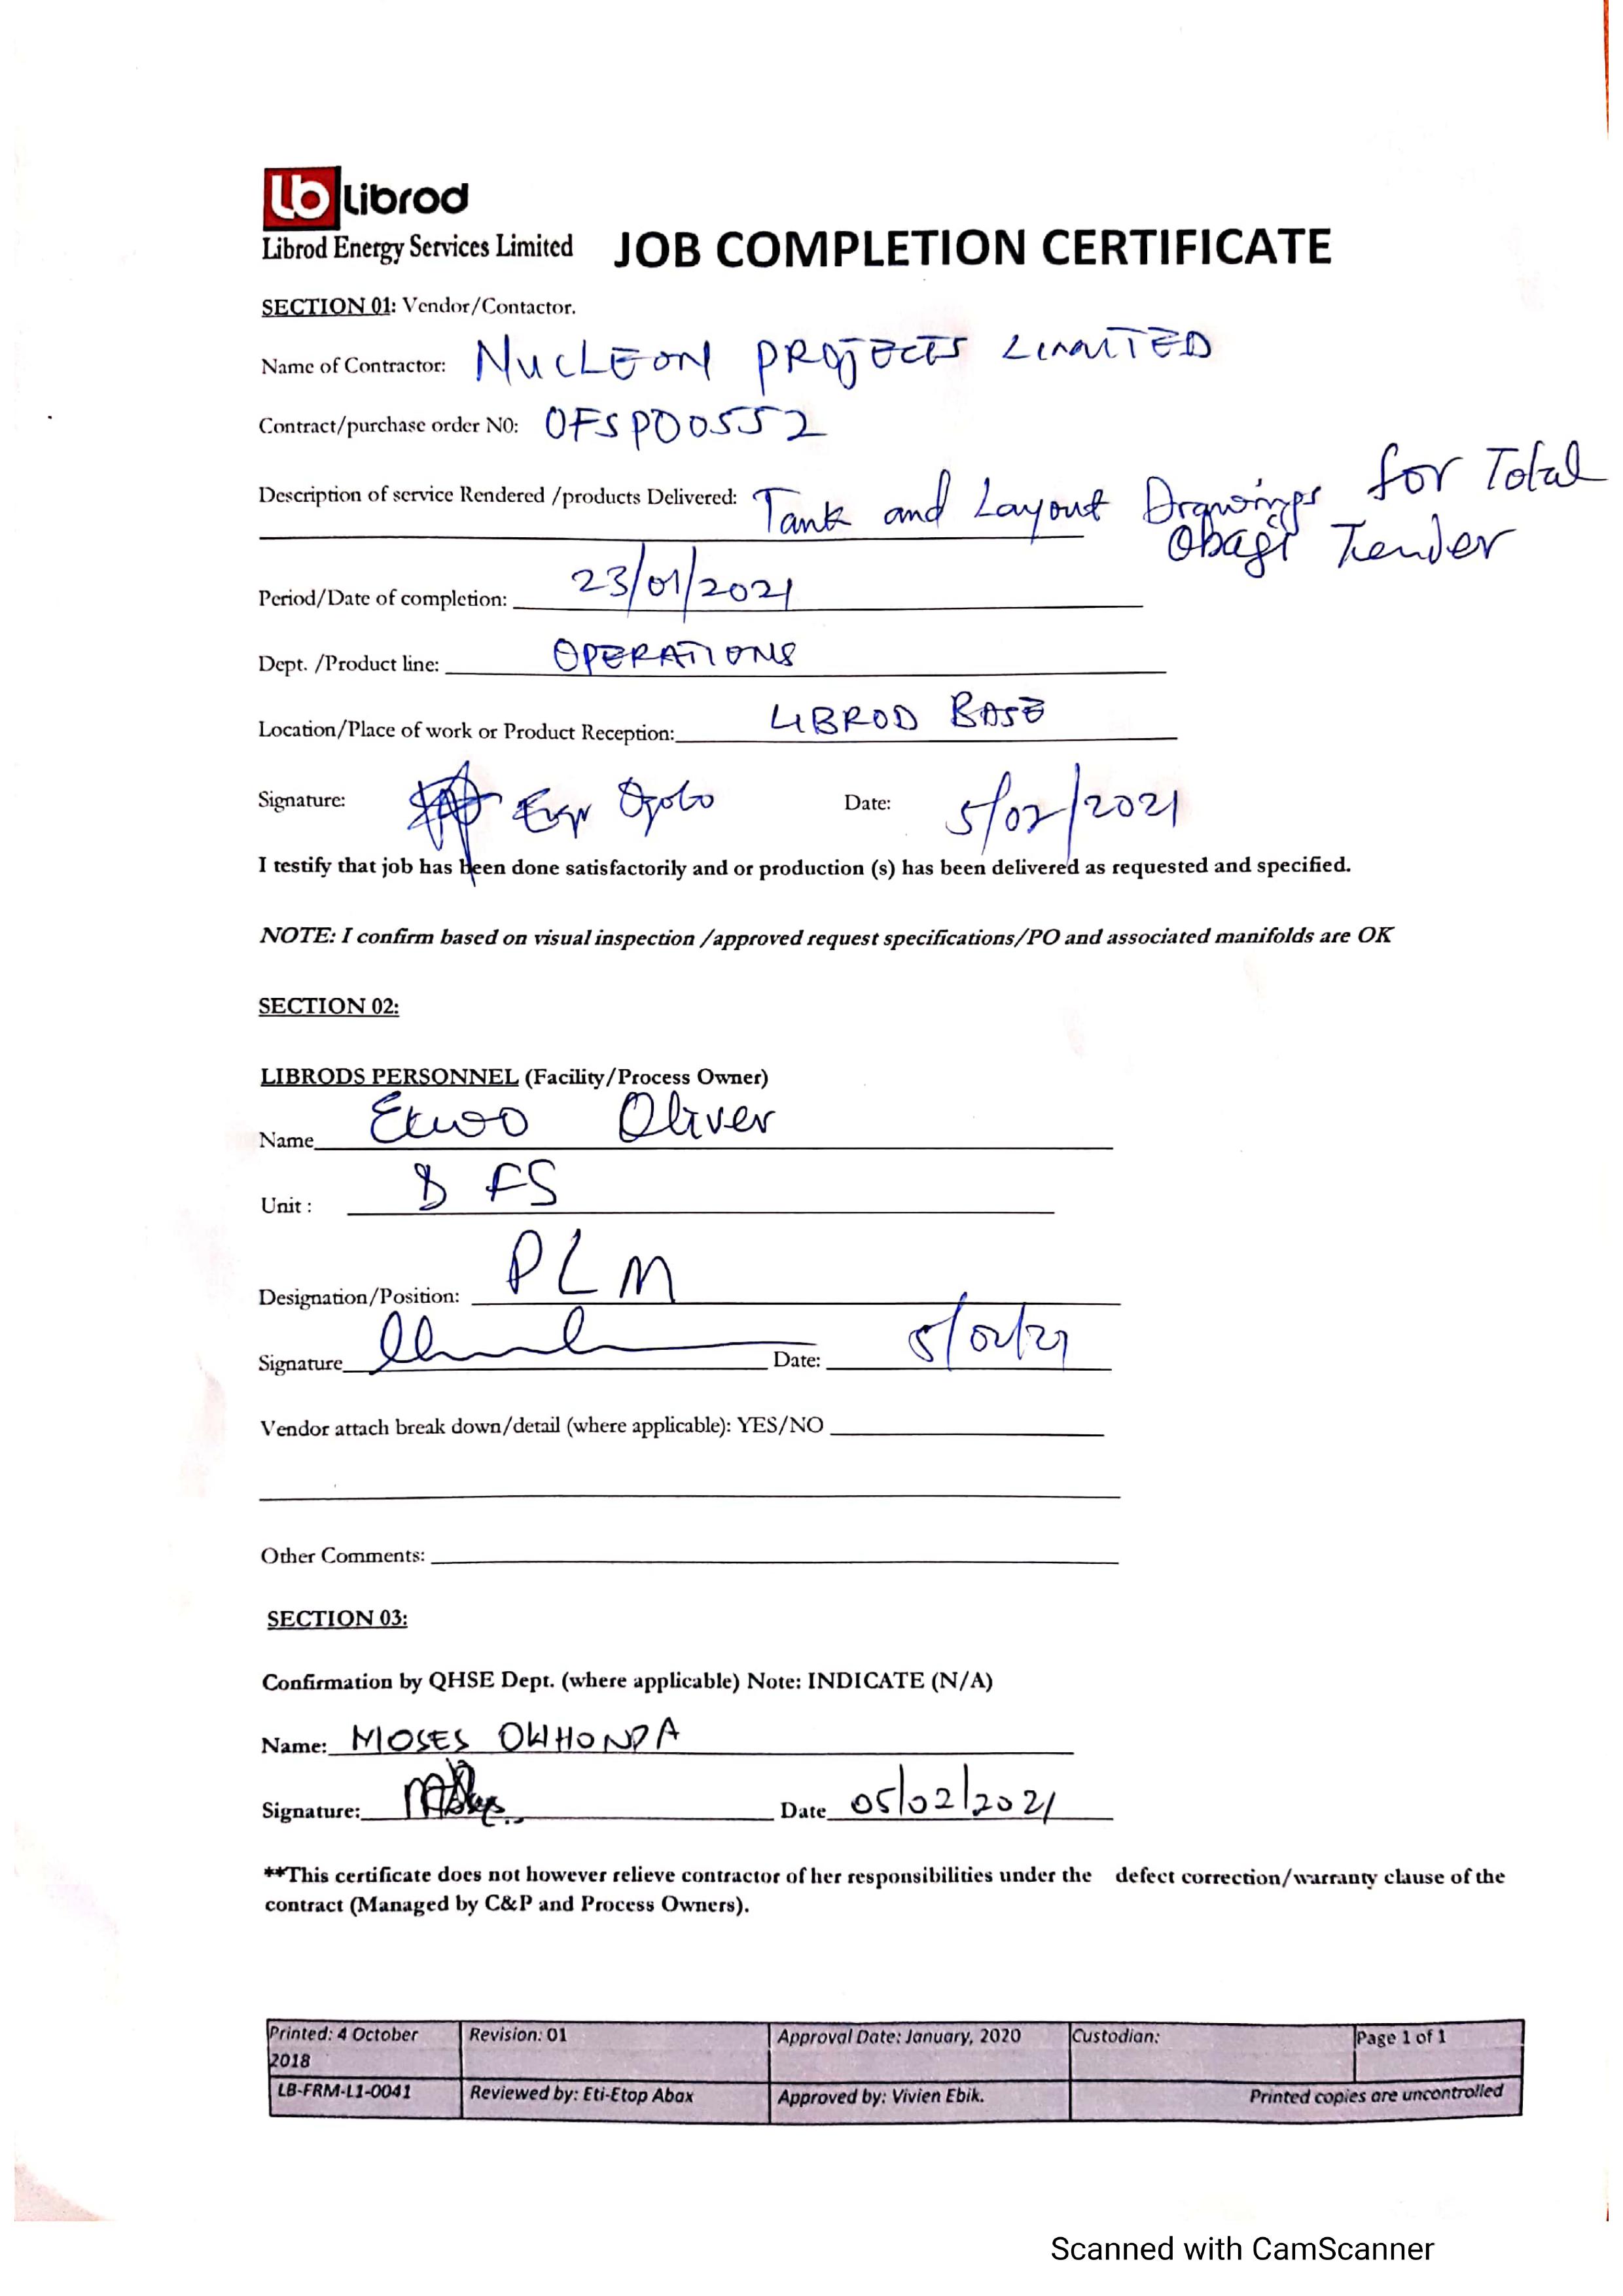 lb Librod
Librod Energy Services Limited JOB COMPLETION CERTIFICATE
SECTION 01: Vendor/Contactor.
Name of Contractor: NUCLEON PROJECTS LIMITED
Contract/purchase order N0: OFSPO0552
Description of service Rendered /products Delivered: Tank and Layout Drawings for Total
Obagi Tender
Period/Date of completion: 23/01/2021
Dept. /Product line: OPERATIONS
Location/Place of work or Product Reception: LIBROD BASE
Signature: Engr Date: 5/02/2021
I testify that job has been done satisfactorily and or production (s) has been delivered as requested and specified.
NOTE: I confirm based on visual inspection /approved request specifications/PO and associated manifolds are OK
SECTION 02:
LIBRODS PERSONNEL (Facility/Process Owner)
Name Oliver
Unit : FS
Designation/Position: PLM
Signature Date: 5/02/21
Vendor attach break down/detail (where applicable): YES/NO
Other Comments:
SECTION 03:
Confirmation by QHSE Dept. (where applicable) Note: INDICATE (N/A)
Name: MOSES OWHONDA
Signature: Date 05/02/2021
**This certificate does not however relieve contractor of her responsibilities under the defect correction/warranty clause of the
contract (Managed by C&P and Process Owners).
Printed: 4 October 2018 Revision: 01 Approval Date: January, 2020 Custodian: Page 1 of 1
LB-FRM-L1-0041 Reviewed by: Eti-Etop Abax Approved by: Vivien Ebik. Printed copies are uncontrolled
Scanned with CamScanner